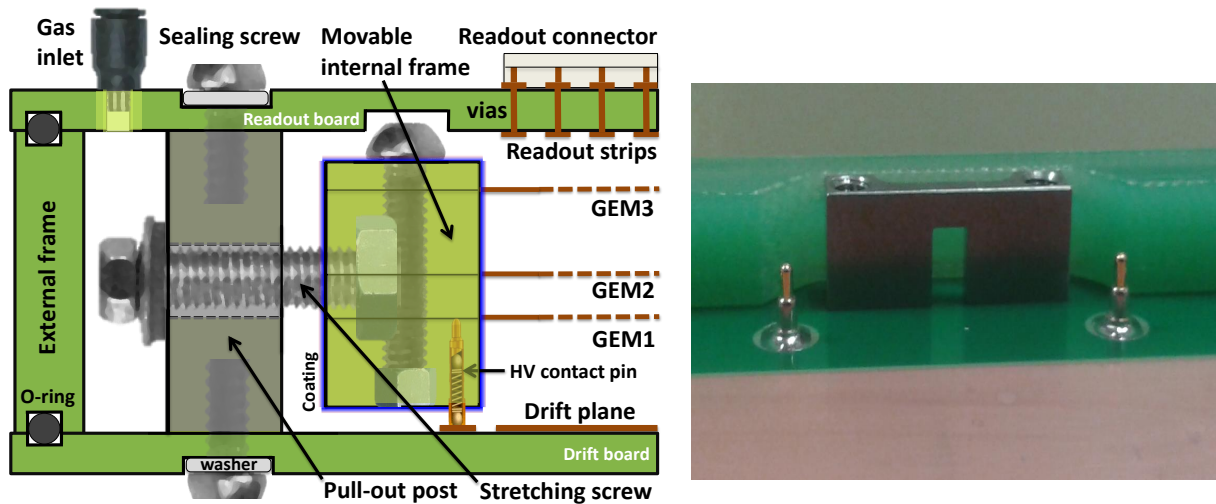 Gas
inlet
Sealing screw
Movable
internal frame
Readout connector
vias
Readout board
Readout strips
GEM3
External frame
GEM2
GEM1
Coating
HV contact pin
O-ring
Drift plane
washer
Drift board
Pull-out post
Stretching screw